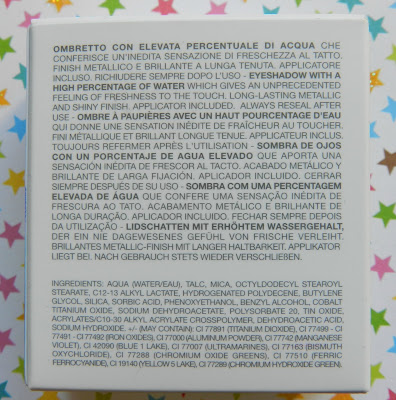 OMBRETTO CON ELEVATA PERCENTUALE DI ACQUA CHE
CONFERISCE UN'INEDITA SENSAZIONE DI FRESCHEZZA AL TATTO.
FINISH METALLICO E BRILLANTE A LUNGA TENUTA. APPLICATORE
INCLUSO. RICHIUDERE SEMPRE DOPO L'USO - EYESHADOW WITH A
HIGH PERCENTAGE OF WATER WHICH GIVES AN UNPRECEDENTED
FEELING OF FRESHNESS TO THE TOUCH. LONG-LASTING METALLIC
AND SHINY FINISH. APPLICATOR INCLUDED. ALWAYS RESEAL AFTER
USE - OMBRE À PAUPIÈRES AVEC UN HAUT POURCENTAGE D'EAU
QUI DONNE UNE SENSATION INÉDITE DE FRAÎCHEUR AU TOUCHER.
FINI MÉTALLIQUE ET BRILLANT LONGUE TENUE. APPLICATEUR INCLUS.
TOUJOURS REFERMER APRÈS L'UTILISATION - SOMBRA DE OJOS
CON UN PORCENTAJE DE AGUA ELEVADO QUE APORTA UNA
SENSACIÓN INÉDITA DE FRESCOR AL TACTO. ACABADO METÁLICO Y
BRILLANTE DE LARGA FIJACIÓN. APLICADOR INCLUIDO. CERRAR
SIEMPRE DESPUÉS DE SU USO - SOMBRA COM UMA PERCENTAGEM
ELEVADA DE ÁGUA QUE CONFERE UMA SENSAÇÃO INÉDITA DE
FRESCURA AO TATO. ACABAMENTO METÁLICO E BRILHANTE DE
LONGA DURAÇÃO. APLICADOR INCLUÍDO. FECHAR SEMPRE DEPOIS
DA UTILIZAÇÃO - LIDSCHATTEN MIT ERHÖHTEM WASSERGEHALT,
DER EIN NIE DAGEWESENES GEFÜHL VON FRISCHE VERLEIHT.
BRILLANTES METALLIC-FINISH MIT LANGER HALTBARKEIT. APPLIKATOR
LIEGT BEI. NACH GEBRAUCH STETS WIEDER VERSCHLIEßEN.
INGREDIENTS: AQUA (WATER/EAU), TALC, MICA, OCTYLDODECYL STEAROYL
STEARATE, C12-13 ALKYL LACTATE, HYDROGENATED POLYDECENE, BUTYLENE
GLYCOL, SILICA, SORBIC ACID, PHENOXYETHANOL, BENZYL ALCOHOL, COBALT
TITANIUM OXIDE, SODIUM DEHYDROACETATE, POLYSORBATE 20, TIN OXIDE,
ACRYLATES/C10-30 ALKYL ACRYLATE CROSSPOLYMER, DEHYDROACETIC ACID,
SODIUM HYDROXIDE. +/- (MAY CONTAIN): CI 77891 (TITANIUM DIOXIDE), CI 77499 - CI
77491 - CI 77492 (IRON OXIDES), CI 77000 (ALUMINUM POWDER), CI 77742 (MANGANESE
VIOLET), CI 42090 (BLUE 1 LAKE), CI 77007 (ULTRAMARINES), CI 77163 (BISMUTH
OXYCHLORIDE), CI 77288 (CHROMIUM OXIDE GREENS), CI 77510 (FERRIC
FERROCYANIDE), CI 19140 (YELLOW 5 LAKE), CI 77289 (CHROMIUM HYDROXIDE GREEN).